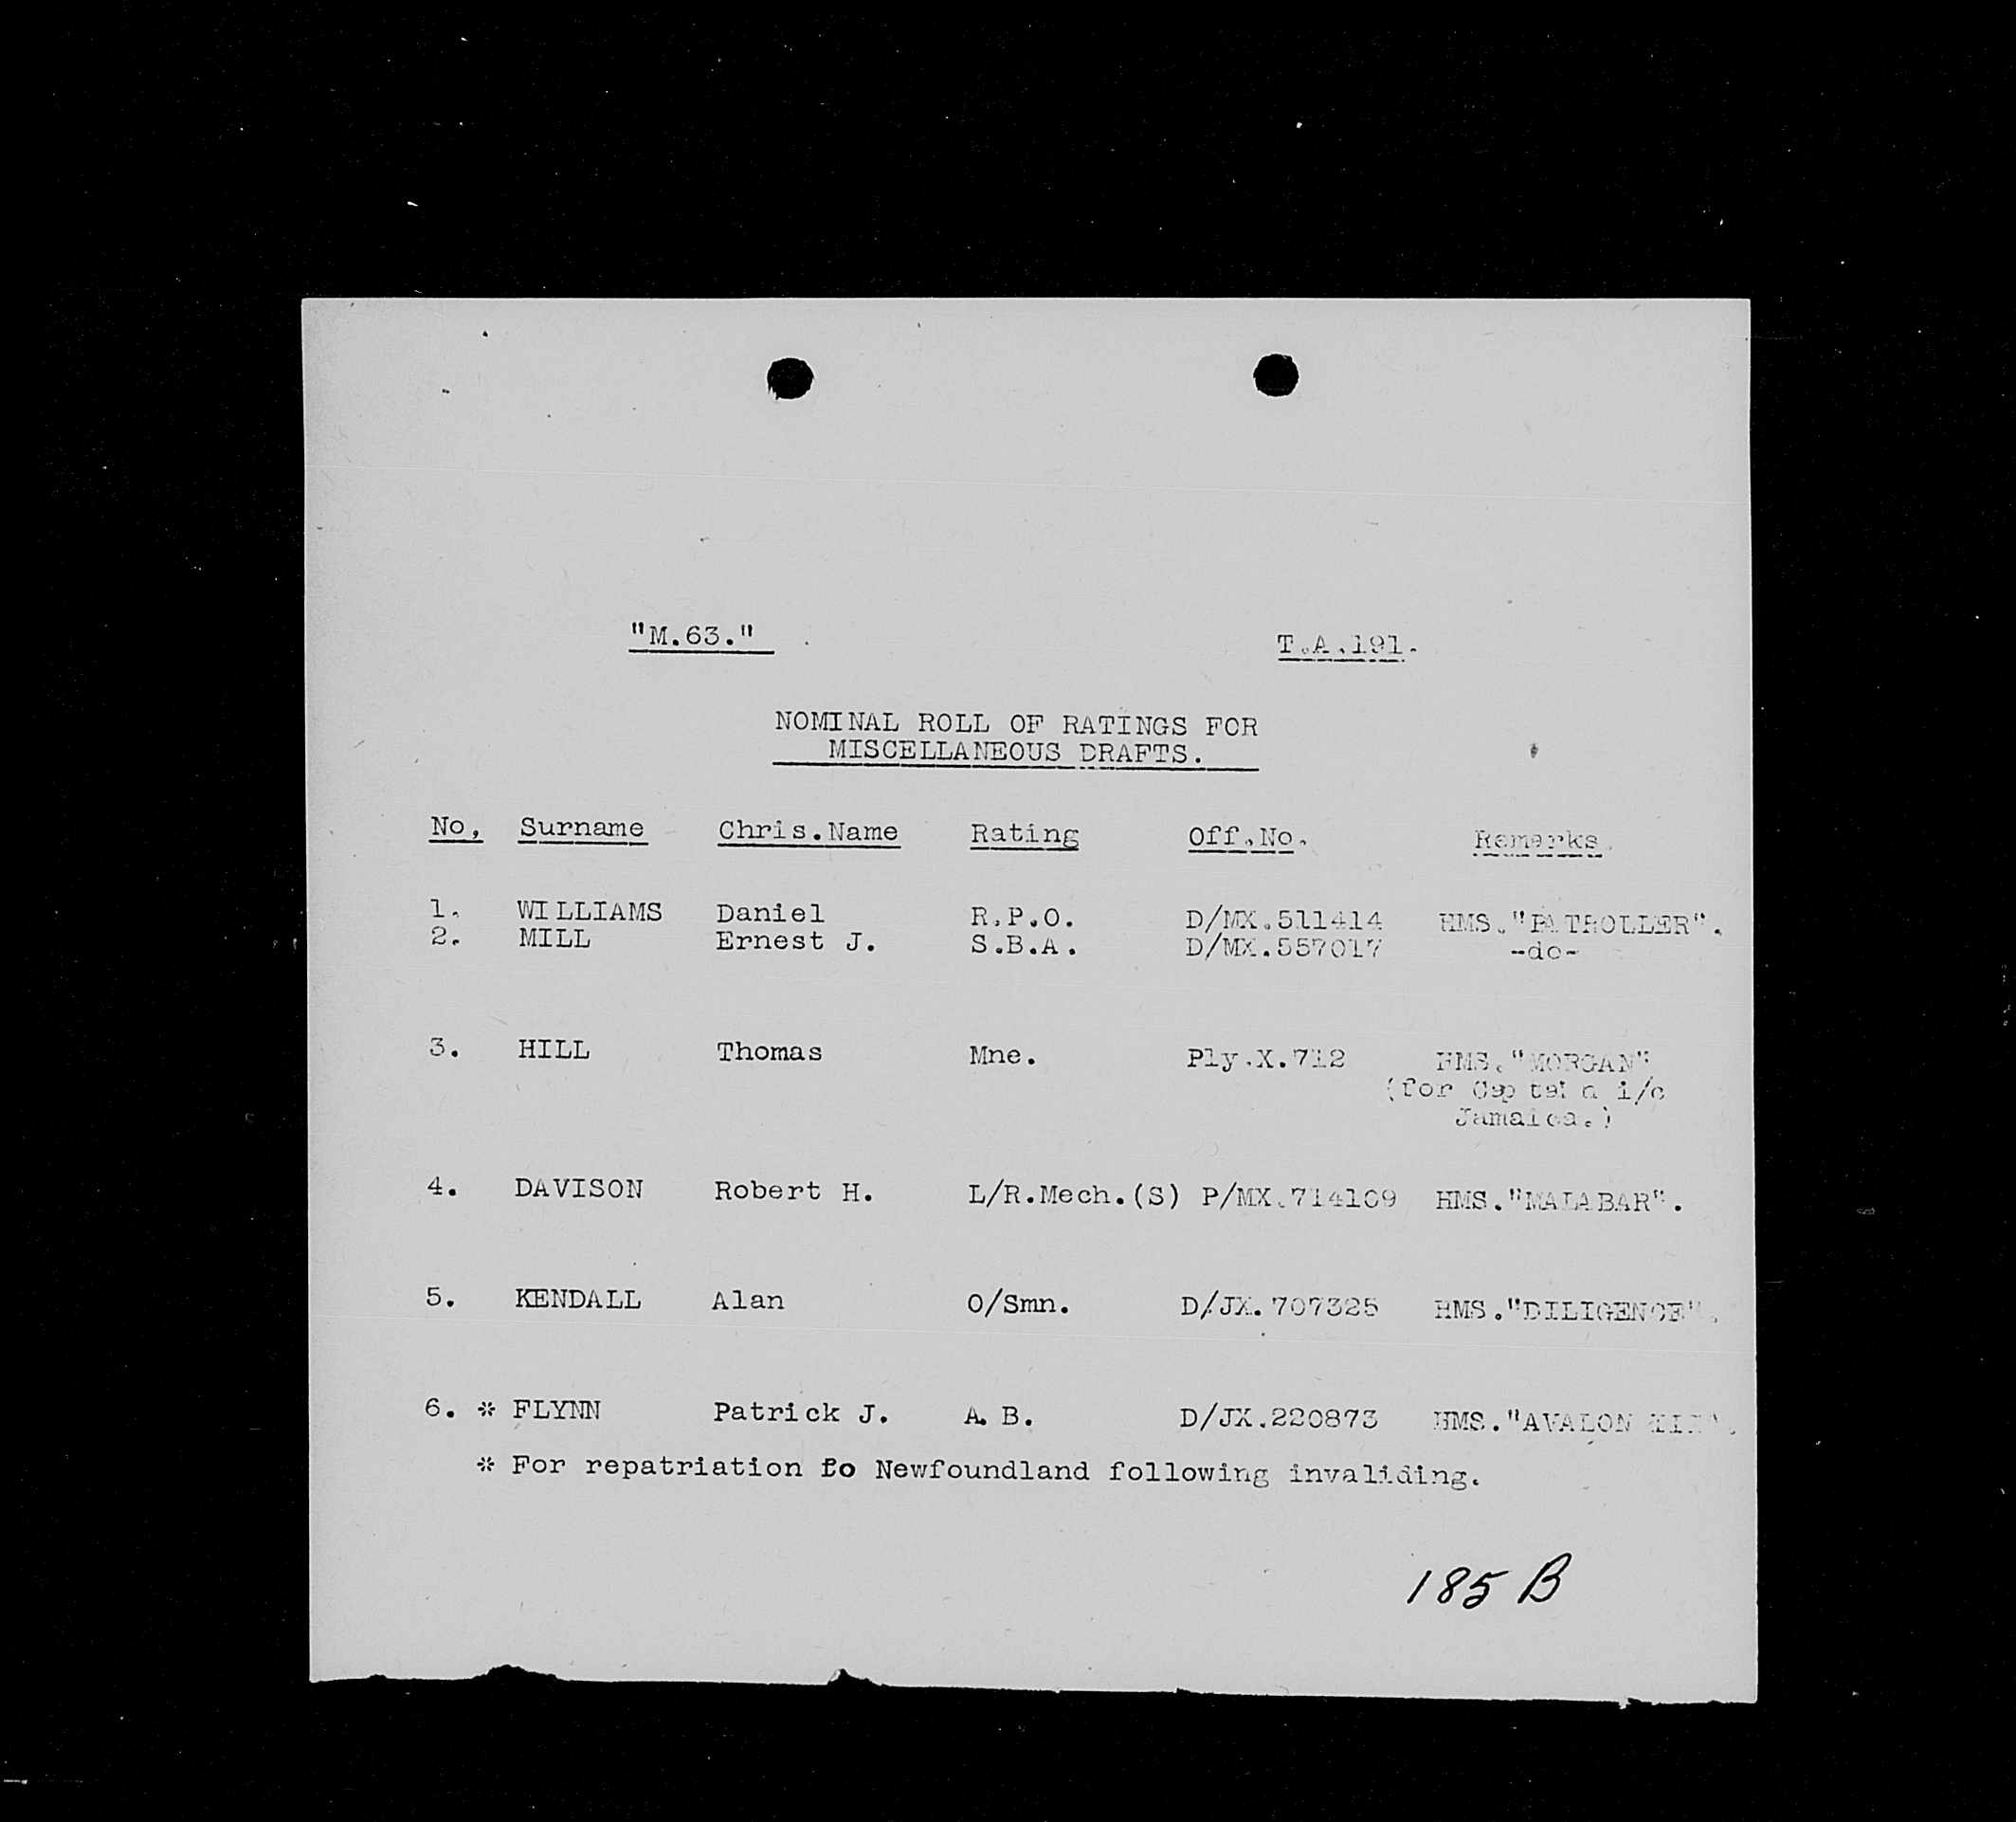 "M.63."    T.A.191.
NOMINAL ROLL OF RATINGS FOR
MISCELLANEOUS DRAFTS.
No. Surname Chris.Name Rating Off.No. Remarks
1. WILLIAMS Daniel R.P.O. D/MX.511414 HMS."PATROLLER".
2. MILL Ernest J. S.B.A. D/MX.557017 -do-
3. HILL Thomas Mne. Ply.X.712 HMS."MORGAN"
(for Captain i/c
Jamaica.)
4. DAVISON Robert H. L/R.Mech.(S) P/MX.714109 HMS."MALABAR".
5. KENDALL Alan O/Smn. D/JX.707325 HMS."DILIGENCE".
6. * FLYNN Patrick J. A.B. D/JX.220873 HMS."AVALON
* For repatriation to Newfoundland following invaliding.
185 B